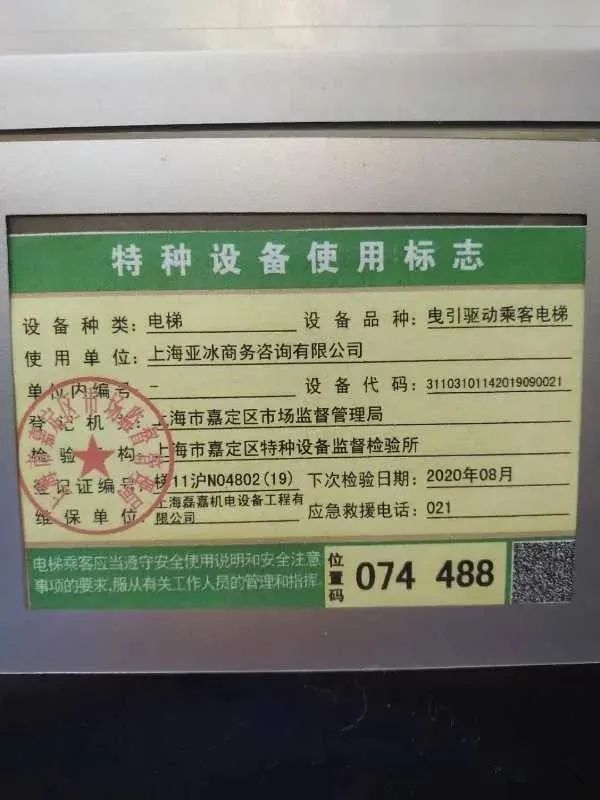 特种设备使用标志
设备种类：电梯 设备品种：曳引驱动乘客电梯
使用单位：上海亚冰商务咨询有限公司
单位内编号 - 设备代码：31103101142019090021
登记机关 上海市嘉定区市场监督管理局
检验机构 上海市嘉定区特种设备监督检验所
登记证编号：梯11沪N04802(19) 下次检验日期：2020年08月
维保单位：上海磊嘉机电设备工程有限公司 应急救援电话：021
电梯乘客应当遵守安全使用说明和安全注意
事项的要求，服从有关工作人员的管理和指挥。
位置码 074 488